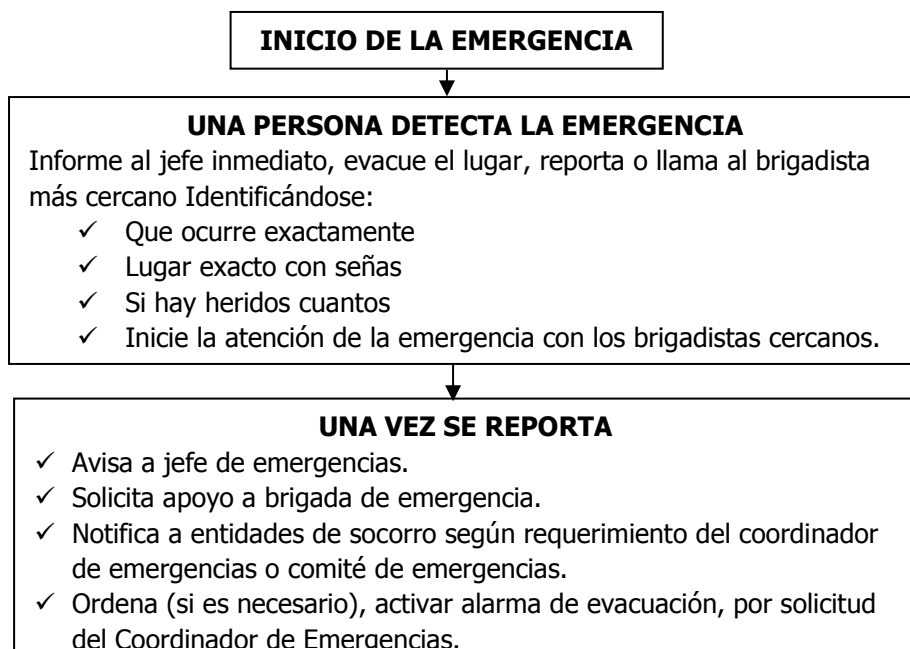 INICIO DE LA EMERGENCIA
UNA PERSONA DETECTA LA EMERGENCIA
Informe al jefe inmediato, evacue el lugar, reporta o llama al brigadista
más cercano Identificándose:
✓ Que ocurre exactamente
✓ Lugar exacto con señas
✓ Si hay heridos cuantos
✓ Inicie la atención de la emergencia con los brigadistas cercanos.
UNA VEZ SE REPORTA
✓ Avisa a jefe de emergencias.
✓ Solicita apoyo a brigada de emergencia.
✓ Notifica a entidades de socorro según requerimiento del coordinador
de emergencias o comité de emergencias.
✓ Ordena (si es necesario), activar alarma de evacuación, por solicitud
del Coordinador de Emergencias.